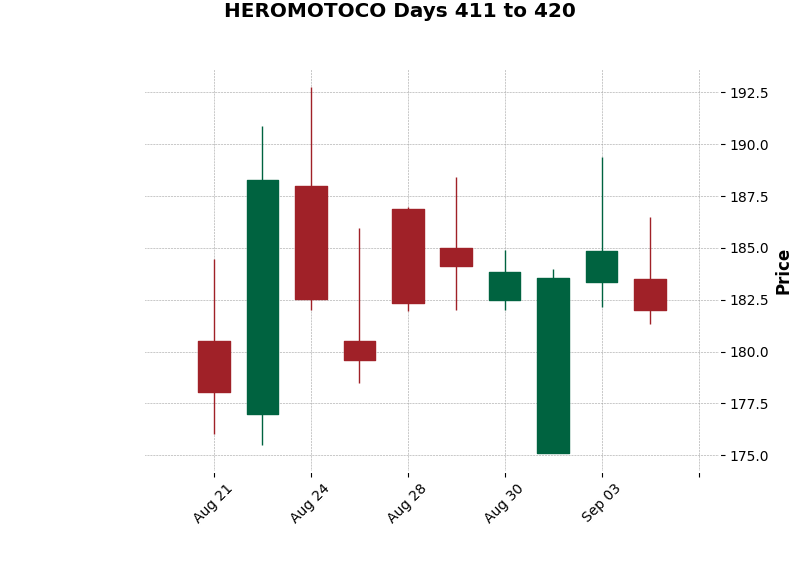 HEROMOTOCO Days 411 to 420
192.5
190.0
187.5
185.0
182.5
180.0
177.5
175.0
Price
Aug 21
Aug 24
Aug 28
Aug 30
Sep 03